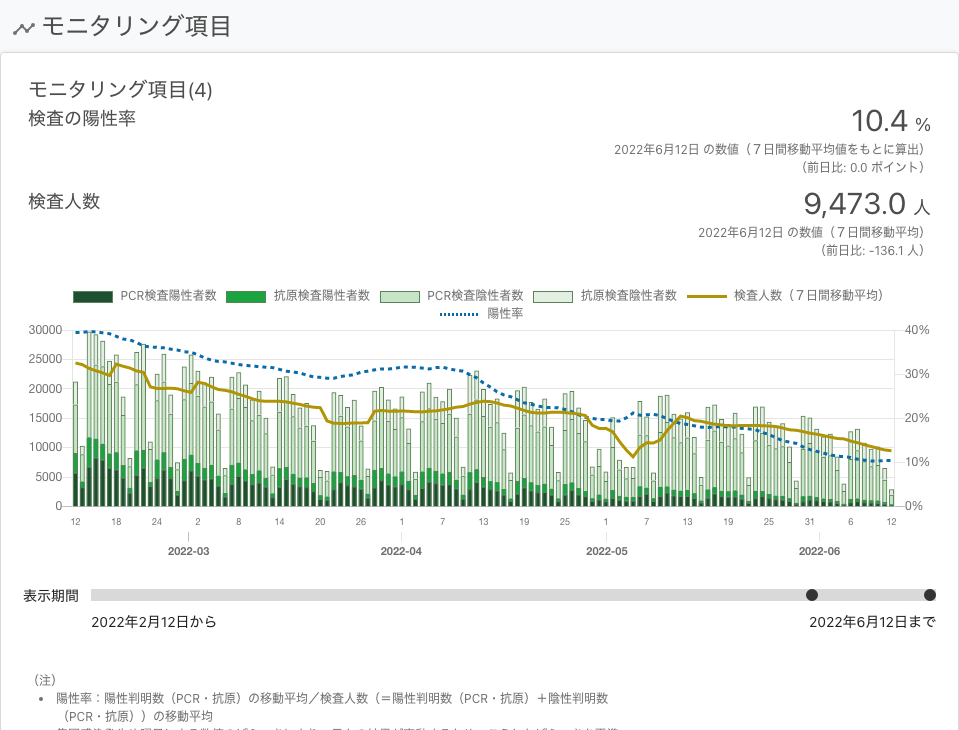 モニタリング項目
モニタリング項目(4)
検査の陽性率
10.4 %
2022年6月12日 の数値（７日間移動平均値をもとに算出）
（前日比: 0.0 ポイント）
検査人数
9,473.0 人
2022年6月12日 の数値（７日間移動平均）
（前日比: -136.1 人）
PCR検査陽性者数 抗原検査陽性者数 PCR検査陰性者数 抗原検査陰性者数 検査人数（７日間移動平均）
陽性率
30000 40%
25000
20000 30%
15000 20%
10000
5000 10%
0 0%
12 18 24 2 8 14 20 26 1 7 13 19 25 1 7 13 19 25 31 6 12
2022-03 2022-04 2022-05 2022-06
表示期間
2022年2月12日から 2022年6月12日まで
（注）
• 陽性率：陽性判明数（PCR・抗原）の移動平均／検査人数（＝陽性判明数（PCR・抗原）＋陰性判明数
（PCR・抗原））の移動平均